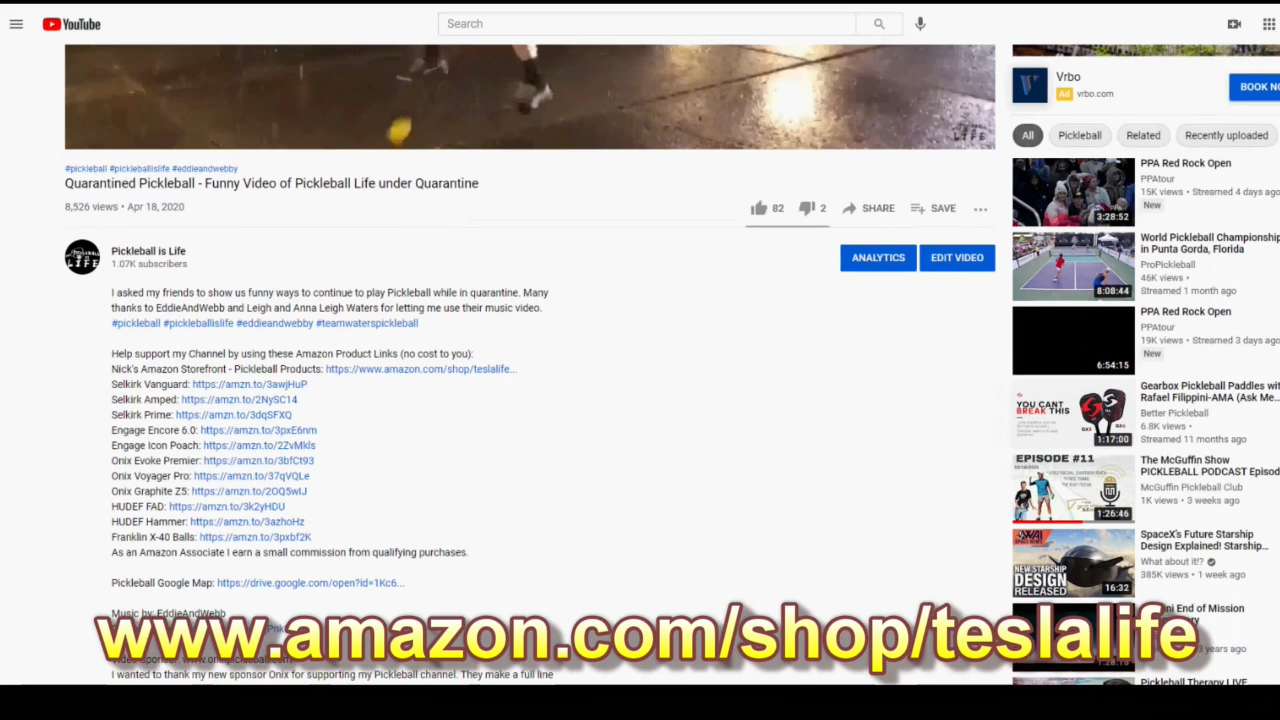 YouTube
Search
#pickleball #pickleballislife #eddieandwebby
Quarantined Pickleball - Funny Video of Pickleball Life under Quarantine
8,526 views • Apr 18, 2020
82
2
SHARE
SAVE
Pickleball is Life
1.07K subscribers
ANALYTICS
EDIT VIDEO
I asked my friends to show us funny ways to continue to play Pickleball while in quarantine. Many
thanks to EddieAndWebb and Leigh and Anna Leigh Waters for letting me use their music video.
#pickleball #pickleballislife #eddieandwebby #teamwaterspickleball
Help support my Channel by using these Amazon Product Links (no cost to you):
Nick's Amazon Storefront - Pickleball Products: https://www.amazon.com/shop/teslalife...
Selkirk Vanguard: https://amzn.to/3awjHuP
Selkirk Amped: https://amzn.to/2NySC14
Selkirk Prime: https://amzn.to/3dqSFXQ
Engage Encore 6.0: https://amzn.to/3pxE6nm
Engage Icon Poach: https://amzn.to/2ZvMkls
Onix Evoke Premier: https://amzn.to/3bfCt93
Onix Voyager Pro: https://amzn.to/37qVQLe
Onix Graphite Z5: https://amzn.to/2OQ5wIJ
HUDEF FAD: https://amzn.to/3k2yHDU
HUDEF Hammer: https://amzn.to/3azhoHz
Franklin X-40 Balls: https://amzn.to/3pxbf2K
As an Amazon Associate I earn a small commission from qualifying purchases.
Pickleball Google Map: https://drive.google.com/open?id=1Kc6...
Music by: EddieAndWebb
www.amazon.com/shop/teslalife
I wanted to thank my new sponsor Onix for supporting my Pickleball channel. They make a full line
Vrbo
Ad vrbo.com
BOOK NO
All
Pickleball
Related
Recently uploaded
PPA Red Rock Open
PPAtour
15K views • Streamed 4 days ago
New
3:28:52
World Pickleball Championship
in Punta Gorda, Florida
ProPickleball
46K views •
Streamed 1 month ago
8:08:44
PPA Red Rock Open
PPAtour
19K views • Streamed 3 days ago
New
6:54:15
Gearbox Pickleball Paddles wit
Rafael Filippini-AMA (Ask Me...
Better Pickleball
6.8K views •
Streamed 11 months ago
YOU CANT
BREAK THIS
1:17:00
The McGuffin Show
PICKLEBALL PODCAST Episod
McGuffin Pickleball Club
1K views • 3 weeks ago
EPISODE #11
1:26:46
SpaceX's Future Starship
Design Explained! Starship...
What about it!?
385K views • 1 week ago
NEW STARSHIP
DESIGN
RELEASED
16:32
End of Mission
years ago
Pickleball Therapy LIVE